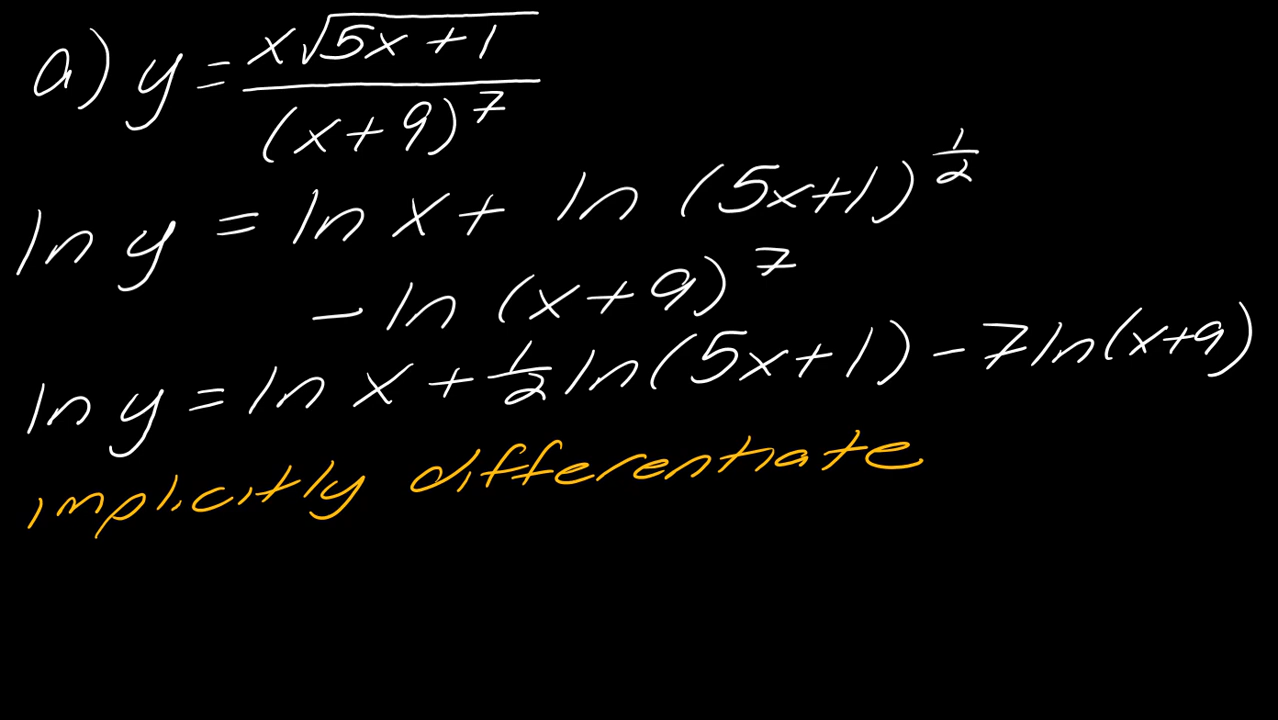 a) y = x√(5x+1) / (x+9)^7
ln y = ln x + ln (5x+1)^(1/2)
- ln (x+9)^7
ln y = ln x + 1/2 ln(5x+1) - 7ln(x+9)
implicitly differentiate